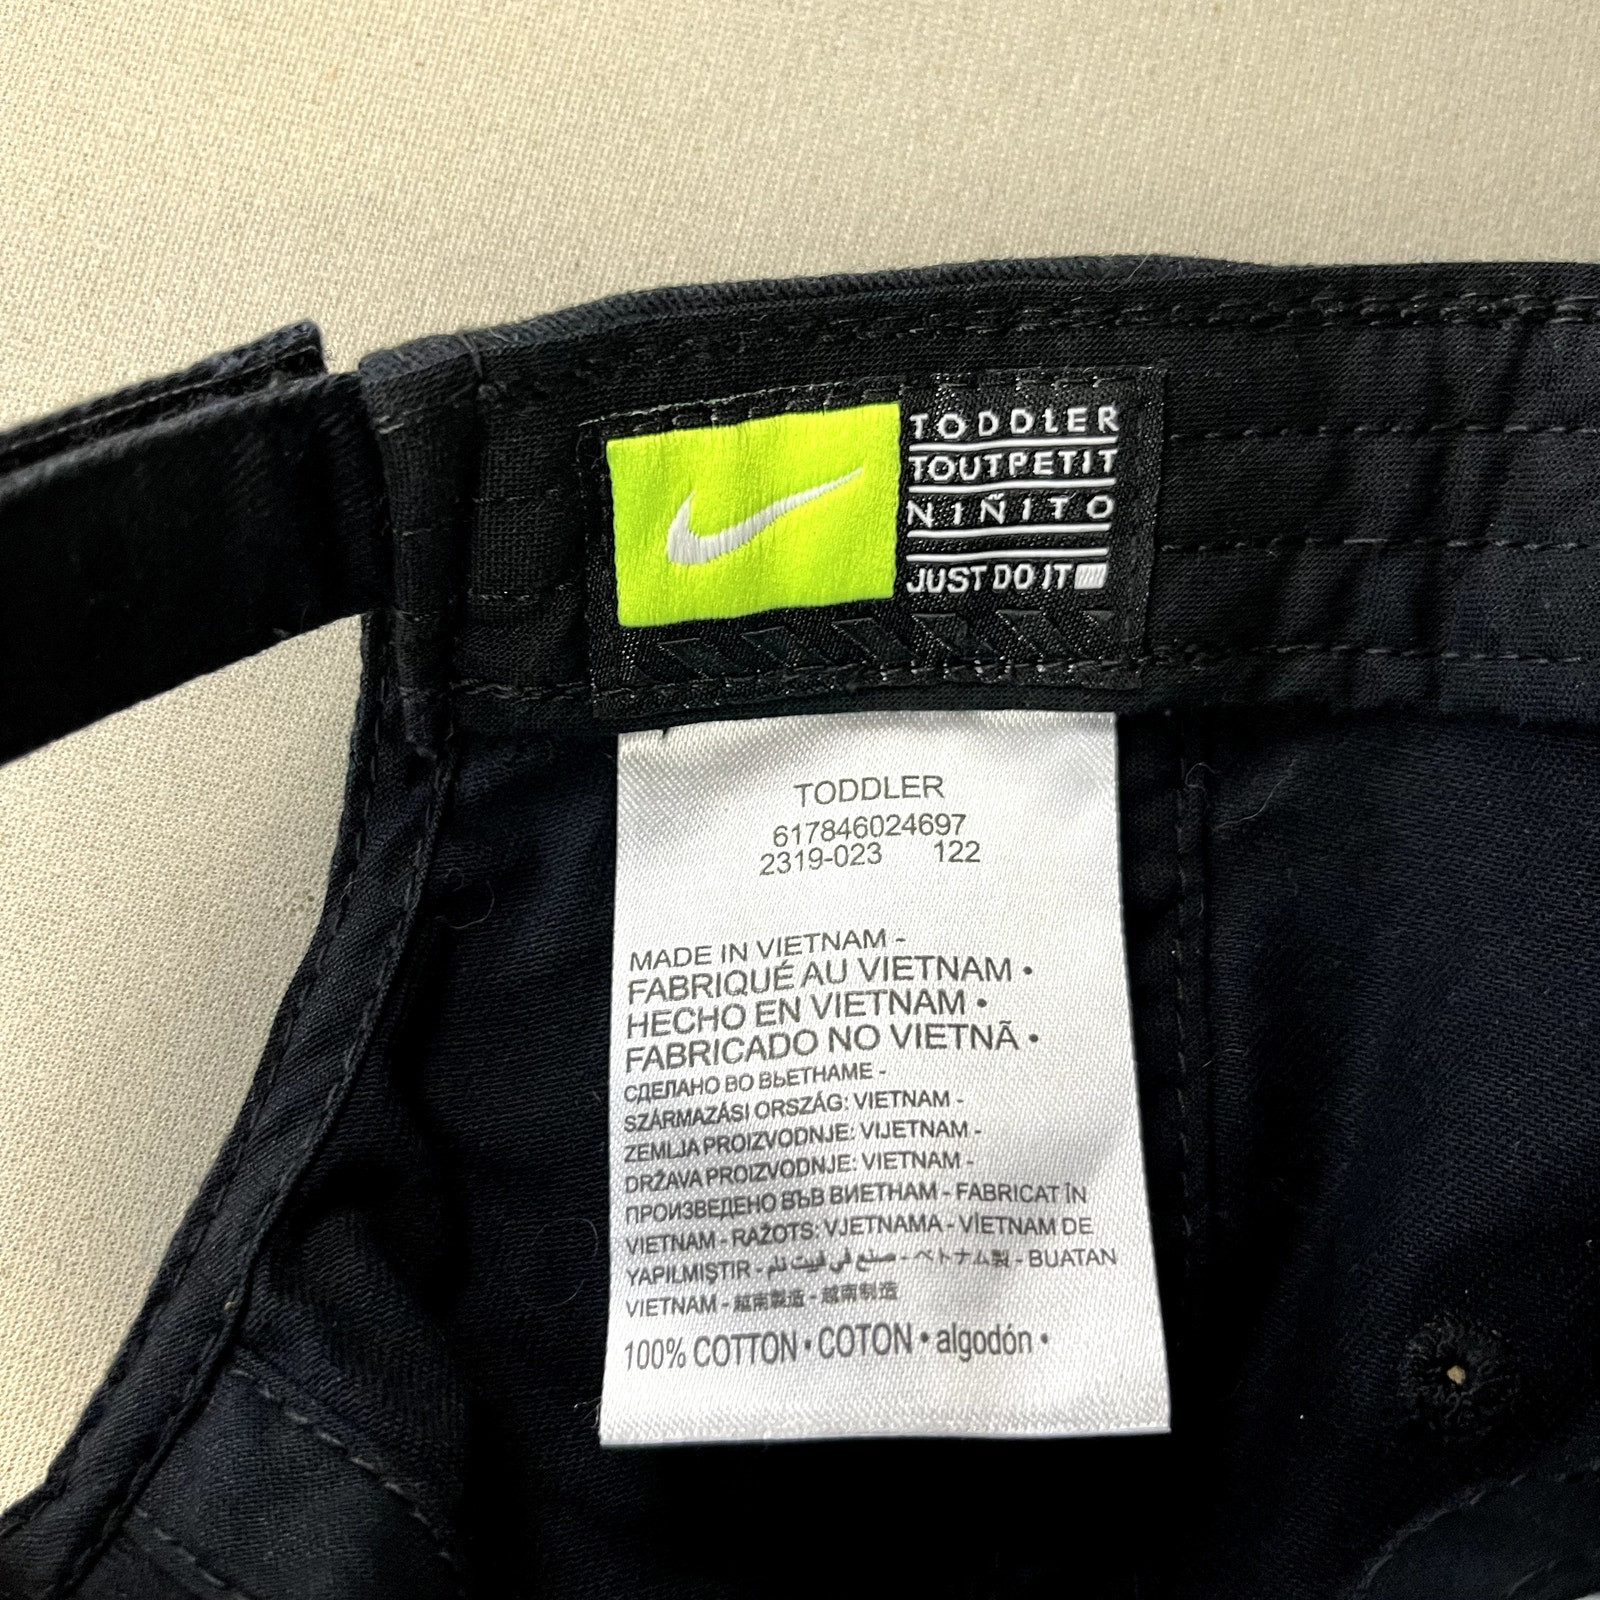 TODDLER
TOUTPETIT
NIÑITO
JUST DO IT
TODDLER
617846024697
2319-023 122
MADE IN VIETNAM -
FABRIQUÉ AU VIETNAM •
HECHO EN VIETNAM •
FABRICADO NO VIETNÃ •
СДЕЛАНО ВО ВЬЕТНАМЕ -
SZÁRMAZÁSI ORSZÁG: VIETNAM -
ZEMLJA PROIZVODNJE: VIJETNAM -
DRŽAVA PROIZVODNJE: VIETNAM -
ПРОИЗВЕДЕНО ВЪВ ВИЕТНАМ - FABRICAT ÎN
VIETNAM - RAŽOTS: VJETNAMA - VİETNAM DE
YAPILMIŞTIR - صنع في فييت نام - ベトナム製 - BUATAN
VIETNAM - 越南製造 - 越南制造
100% COTTON • COTON • algodón •